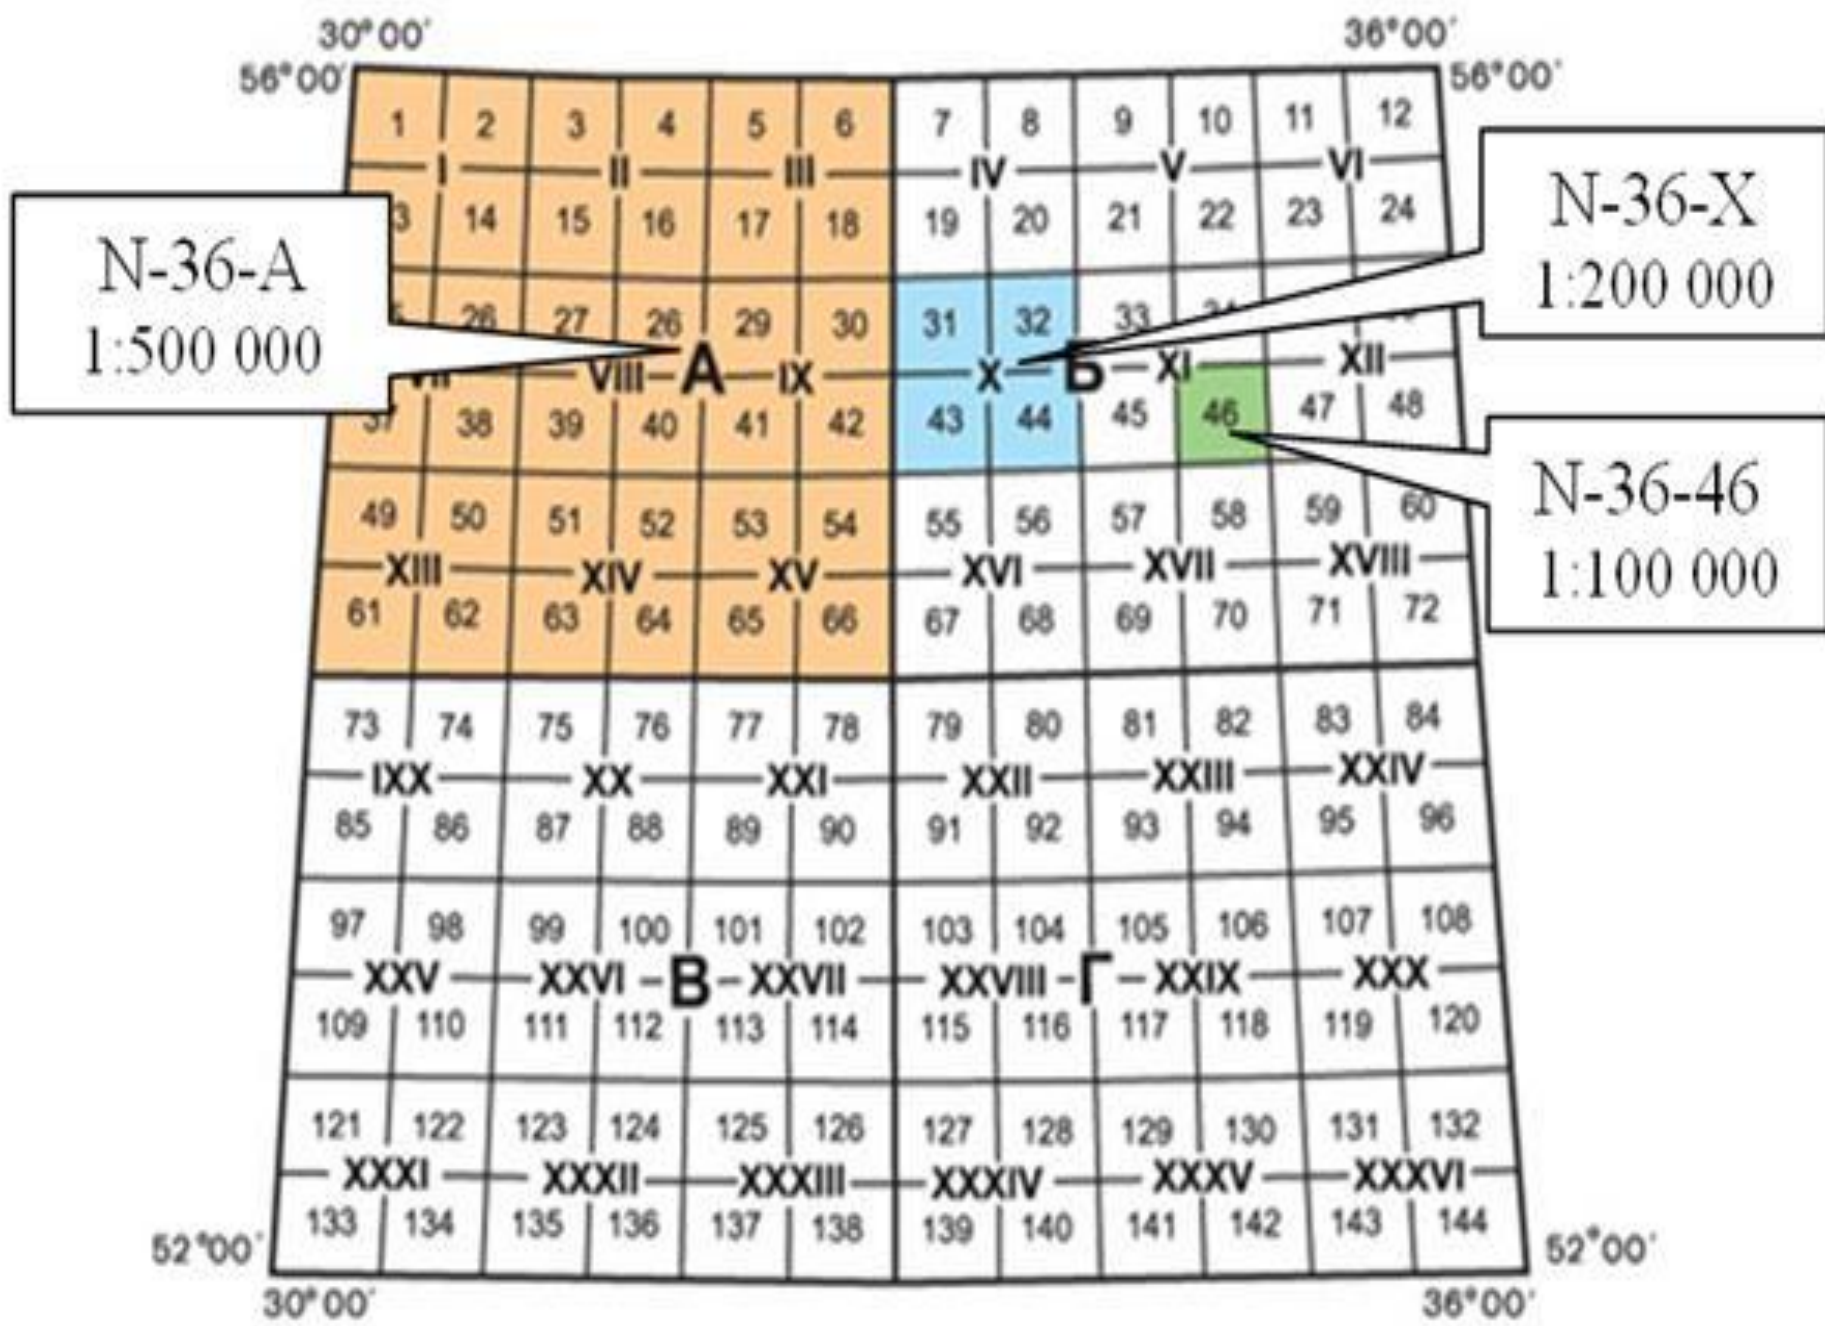 30°00′ 36°00′
56°00′ 56°00′
1 2 3 4 5 6 7 8 9 10 11 12
I II III IV V VI
14 15 16 17 18 19 20 21 22 23 24
N-36-А
1:500 000
N-36-X
1:200 000
26 27 26 29 30 31 32 33
VIII А IX X Б XI XII
37 38 39 40 41 42 43 44 45 46 47 48
N-36-46
1:100 000
49 50 51 52 53 54 55 56 57 58 59 60
XIII XIV XV XVI XVII XVIII
61 62 63 64 65 66 67 68 69 70 71 72
73 74 75 76 77 78 79 80 81 82 83 84
IXX XX XXI XXII XXIII XXIV
85 86 87 88 89 90 91 92 93 94 95 96
97 98 99 100 101 102 103 104 105 106 107 108
XXV XXVI В XXVII XXVIII Г XXIX XXX
109 110 111 112 113 114 115 116 117 118 119 120
121 122 123 124 125 126 127 128 129 130 131 132
XXXI XXXII XXXIII XXXIV XXXV XXXVI
133 134 135 136 137 138 139 140 141 142 143 144
52°00′ 52°00′
30°00′ 36°00′